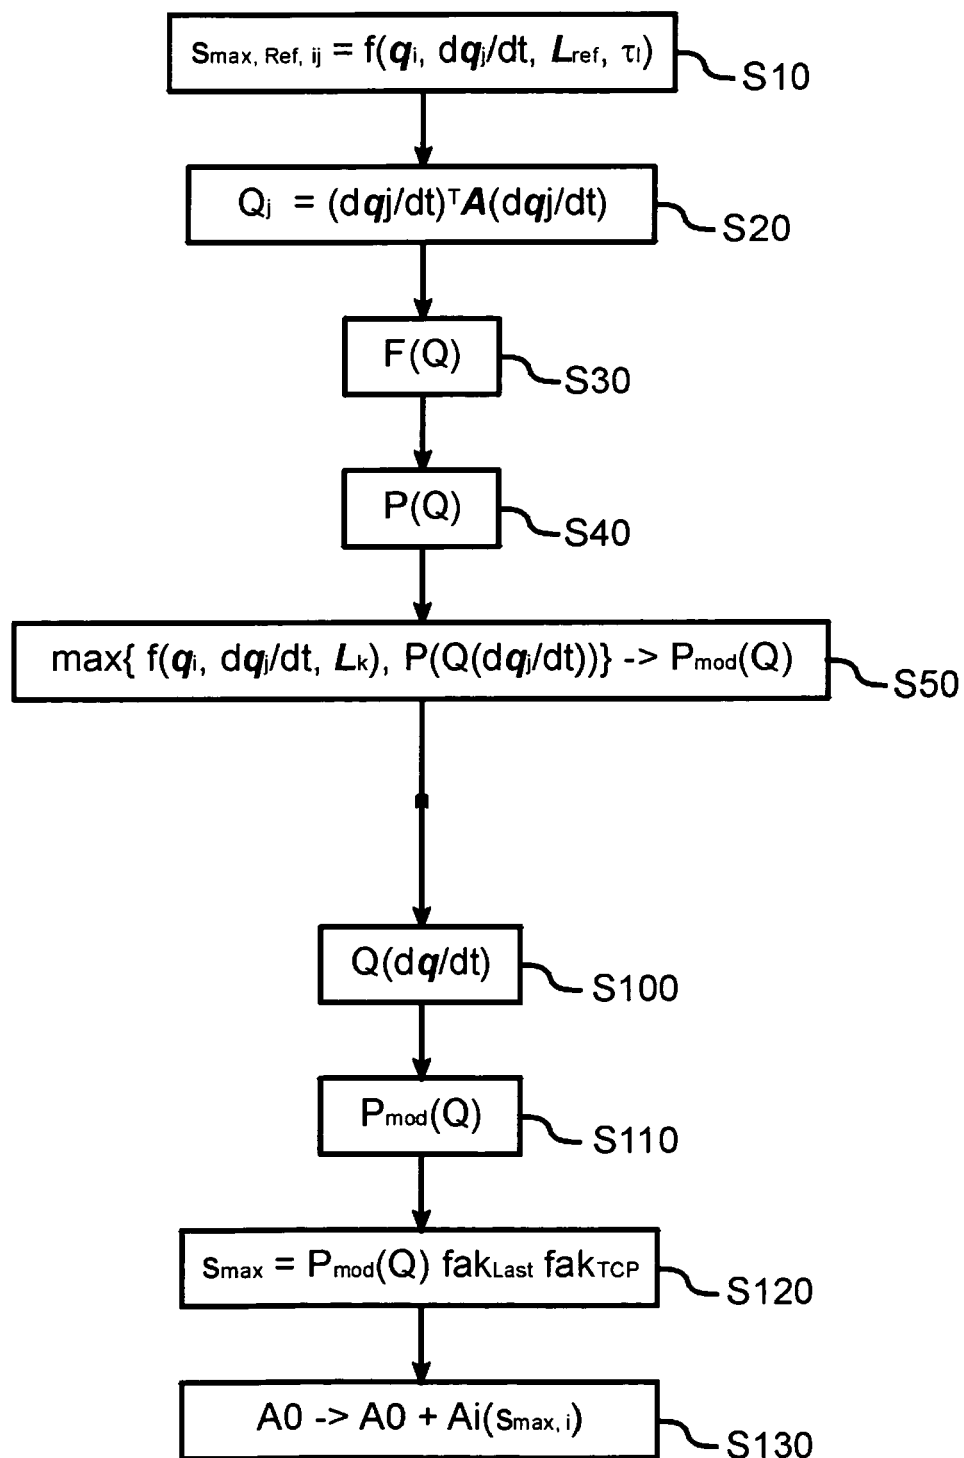 smax, Ref, ij = f(qi, dqj/dt, Lref, τl)
S10
Qj = (dqj/dt)ᵀA(dqj/dt)
S20
F(Q)
S30
P(Q)
S40
max{ f(qi, dqj/dt, Lk), P(Q(dqj/dt))} -> Pmod(Q)
S50
Q(dq/dt)
S100
Pmod(Q)
S110
smax = Pmod(Q) fakLast fakTCP
S120
A0 -> A0 + Ai(smax, i)
S130